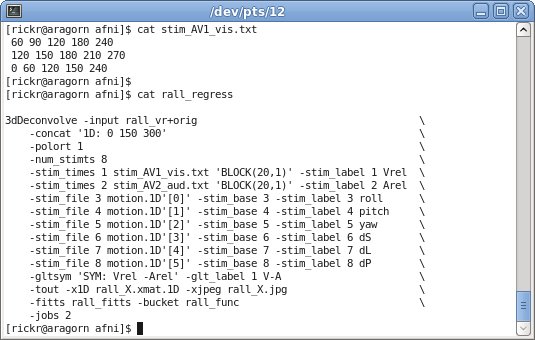 /dev/pts/12
[rickr@aragorn afni]$ cat stim_AV1_vis.txt
60 90 120 180 240
120 150 180 210 270
0 60 120 150 240
[rickr@aragorn afni]$
[rickr@aragorn afni]$ cat rall_regress
3dDeconvolve -input rall_vr+orig \
-concat '1D: 0 150 300' \
-polort 1 \
-num_stimts 8 \
-stim_times 1 stim_AV1_vis.txt 'BLOCK(20,1)' -stim_label 1 Vrel \
-stim_times 2 stim_AV2_aud.txt 'BLOCK(20,1)' -stim_label 2 Arel \
-stim_file 3 motion.1D'[0]' -stim_base 3 -stim_label 3 roll \
-stim_file 4 motion.1D'[1]' -stim_base 4 -stim_label 4 pitch \
-stim_file 5 motion.1D'[2]' -stim_base 5 -stim_label 5 yaw \
-stim_file 6 motion.1D'[3]' -stim_base 6 -stim_label 6 dS \
-stim_file 7 motion.1D'[4]' -stim_base 7 -stim_label 7 dL \
-stim_file 8 motion.1D'[5]' -stim_base 8 -stim_label 8 dP \
-gltsym 'SYM: Vrel -Arel' -glt_label 1 V-A \
-tout -x1D rall_X.xmat.1D -xjpeg rall_X.jpg \
-fitts rall_fitts -bucket rall_func \
-jobs 2
[rickr@aragorn afni]$